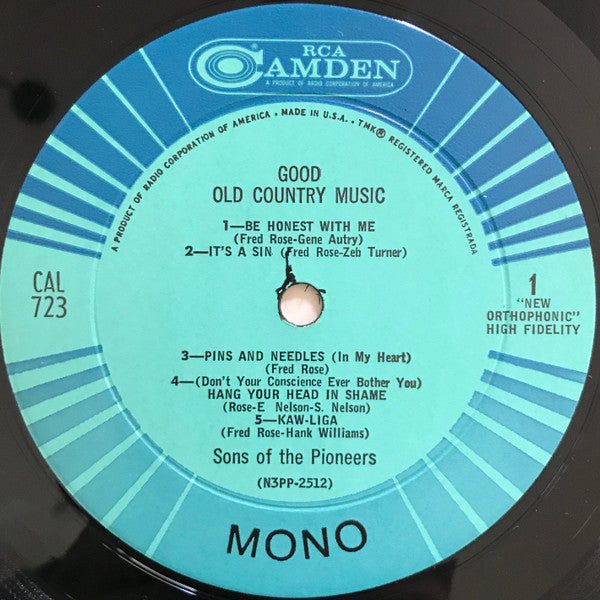 RCA
CAMDEN
A PRODUCT OF RADIO CORPORATION OF AMERICA
A PRODUCT OF RADIO CORPORATION OF AMERICA • MADE IN U.S.A. • TMK® REGISTERED MARCA REGISTRADA
GOOD
OLD COUNTRY MUSIC
1—BE HONEST WITH ME
(Fred Rose-Gene Autry)
2—IT'S A SIN (Fred Rose-Zeb Turner)
CAL
723
1
"NEW
ORTHOPHONIC"
HIGH FIDELITY
3—PINS AND NEEDLES (In My Heart)
(Fred Rose)
4—(Don't Your Conscience Ever Bother You)
HANG YOUR HEAD IN SHAME
(Rose-E Nelson-S. Nelson)
5—KAW-LIGA
(Fred Rose-Hank Williams)
Sons of the Pioneers
(N3PP-2512)
MONO